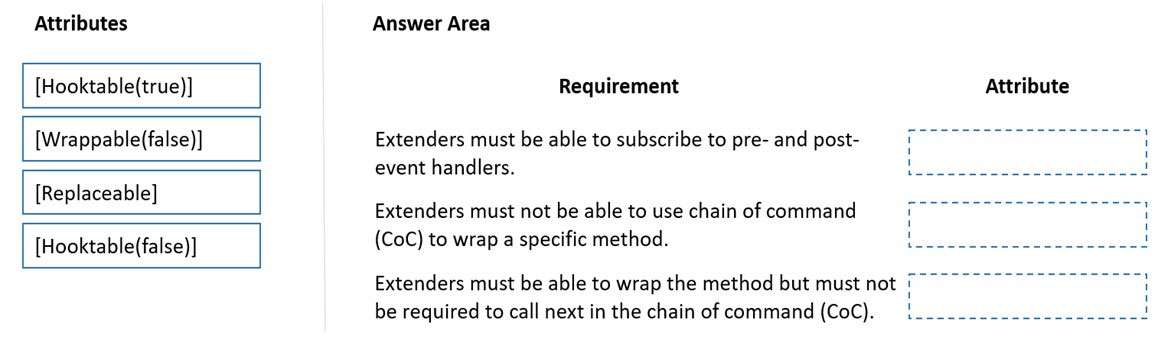 Attributes
[Hooktable(true)]
[Wrappable(false)]
[Replaceable]
[Hooktable(false)]
Answer Area
Requirement
Attribute
Extenders must be able to subscribe to pre- and post-
event handlers.
Extenders must not be able to use chain of command
(CoC) to wrap a specific method.
Extenders must be able to wrap the method but must not
be required to call next in the chain of command (CoC).